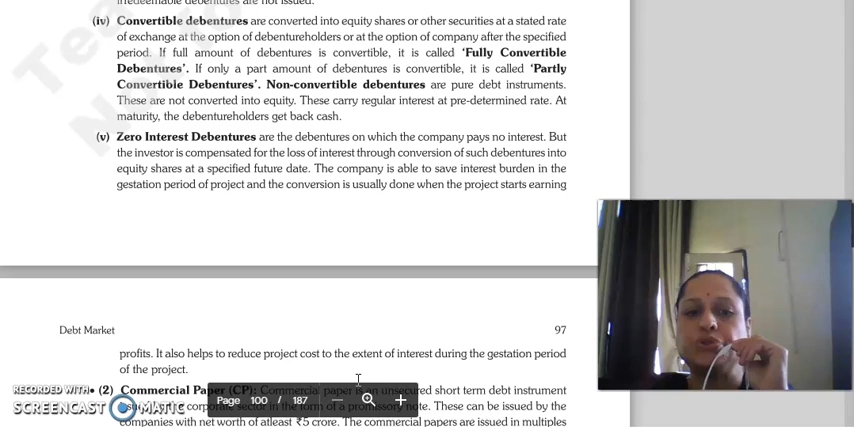 irredeemable debentures are not issued.
(iv) Convertible debentures are converted into equity shares or other securities at a stated rate
of exchange at the option of debentureholders or at the option of company after the specified
period. If full amount of debentures is convertible, it is called 'Fully Convertible
Debentures'. If only a part amount of debentures is convertible, it is called 'Partly
Convertible Debentures'. Non-convertible debentures are pure debt instruments.
These are not converted into equity. These carry regular interest at pre-determined rate. At
maturity, the debentureholders get back cash.
(v) Zero Interest Debentures are the debentures on which the company pays no interest. But
the investor is compensated for the loss of interest through conversion of such debentures into
equity shares at a specified future date. The company is able to save interest burden in the
gestation period of project and the conversion is usually done when the project starts earning
Debt Market 97
profits. It also helps to reduce project cost to the extent of interest during the gestation period
of the project.
(2) Commercial Paper (CP): Commercial paper is an unsecured short term debt instrument
corporate sector in the form of a promissory note. These can be issued by the
companies with net worth of atleast ₹5 crore. The commercial papers are issued in multiples
Page 100 / 187
RECORDED WITH
SCREENCAST MATIC